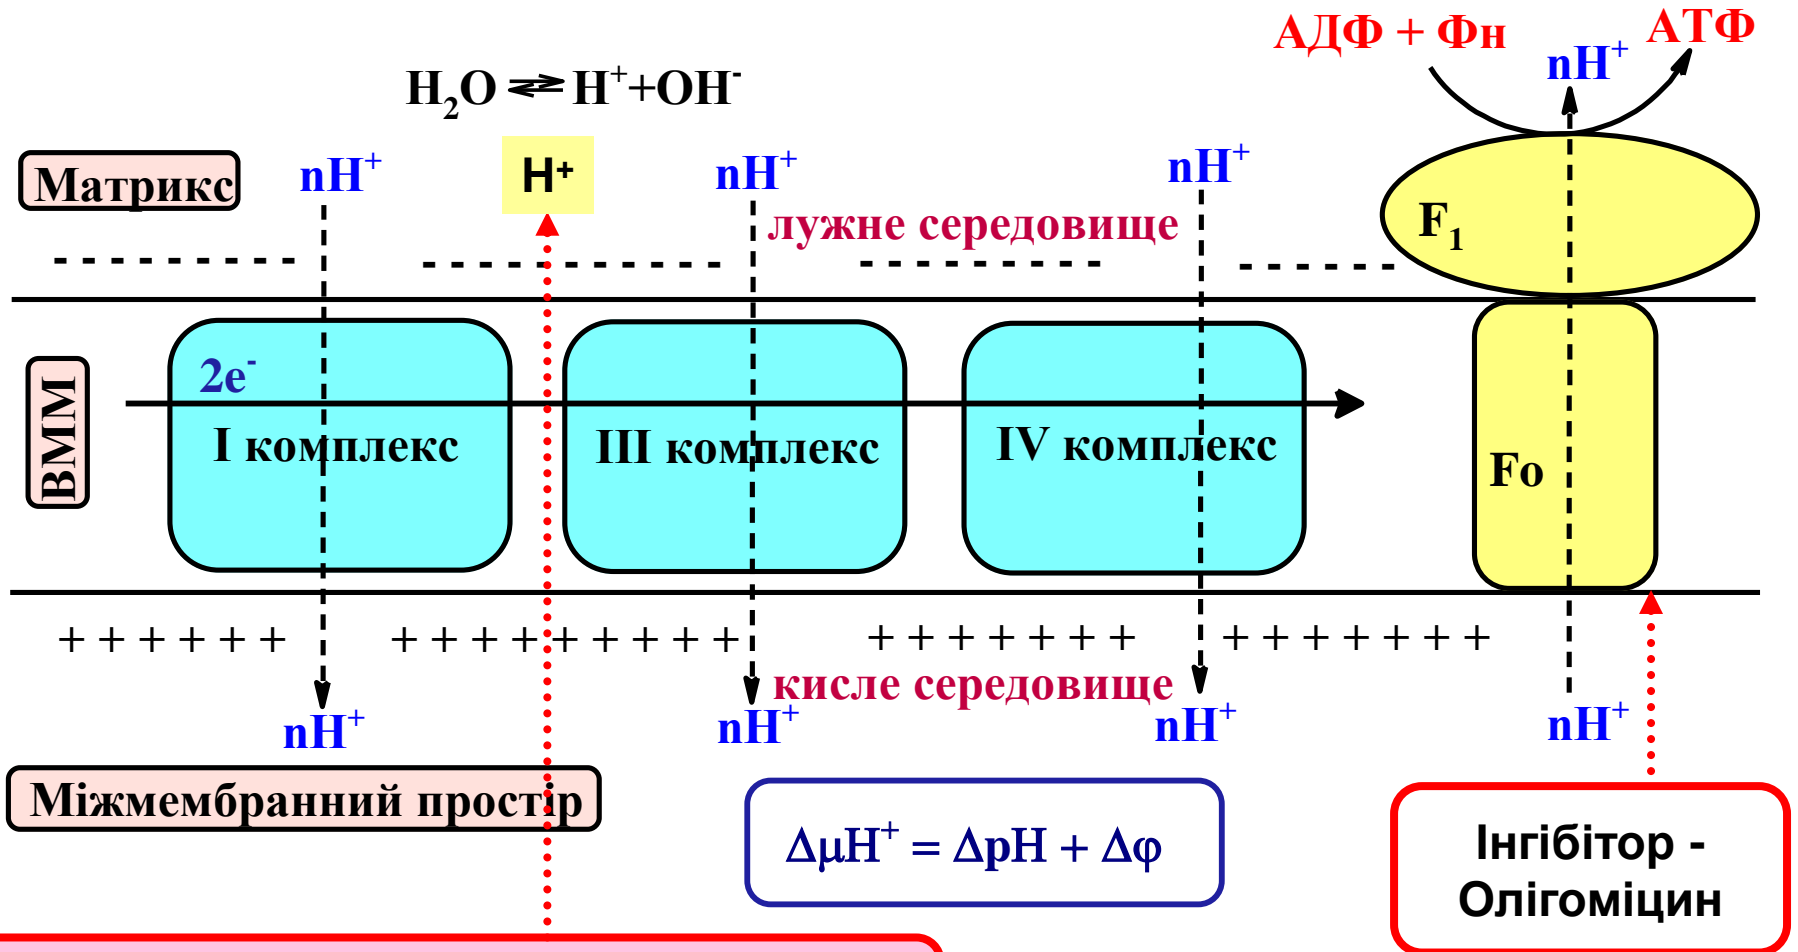 АДФ + Фн
АТФ
nH⁺
H₂O ⇌ H⁺+OH⁻
Матрикс
nH⁺
H⁺
nH⁺
nH⁺
лужне середовище
F₁
- - - - - - - - - - -
- - - - - - - - - - - - - -
- - - - - - - - - - -
- - - - - - -
ВММ
2e⁻
I комплекс
III комплекс
IV комплекс
Fo
+ + + + + +
+ + + + + + + + +
+ + + + + + +
+ + + + + + +
кисле середовище
nH⁺
nH⁺
nH⁺
nH⁺
Міжмембранний простір
ΔμH⁺ = ΔpH + Δφ
Інгібітор -
Олігоміцин